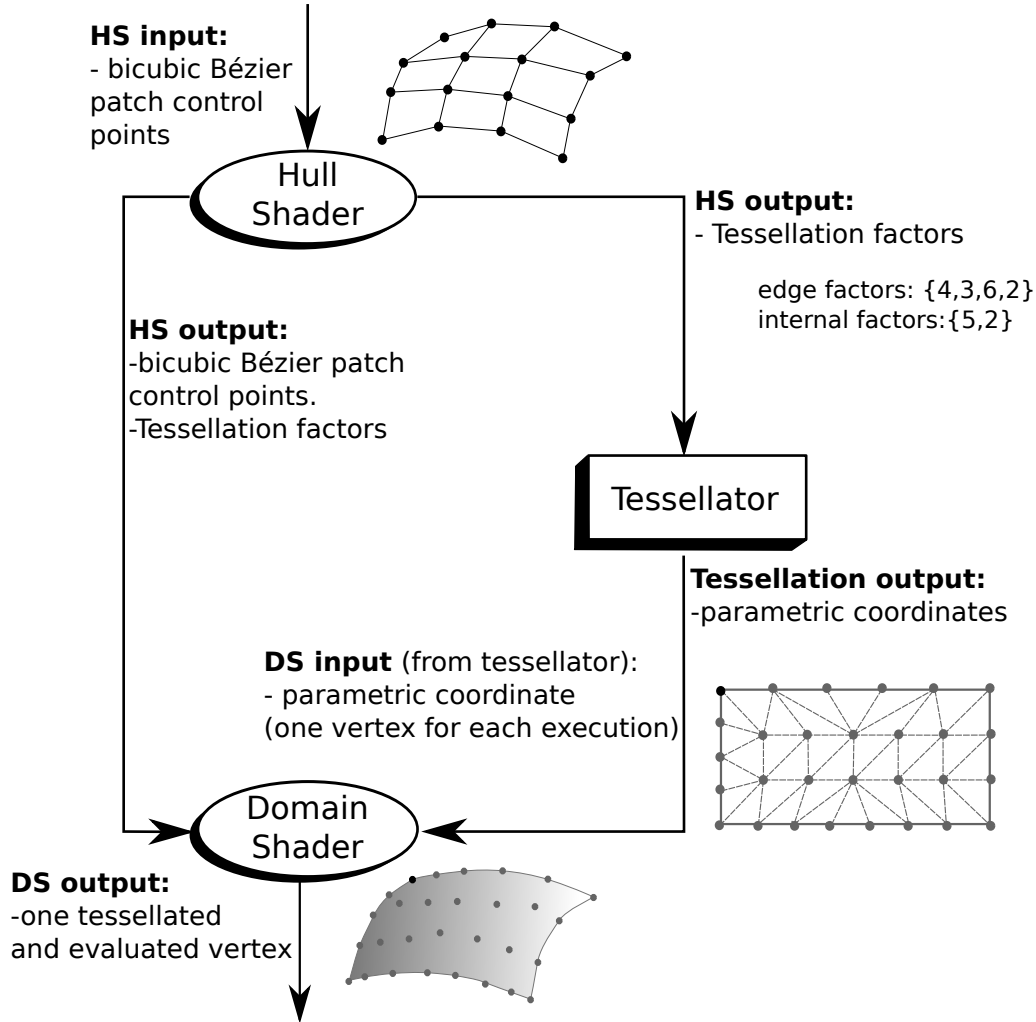 HS input:
- bicubic Bézier
patch control
points
Hull
Shader
HS output:
- Tessellation factors
edge factors: {4,3,6,2}
internal factors:{5,2}
HS output:
-bicubic Bézier patch
control points.
-Tessellation factors
Tessellator
Tessellation output:
-parametric coordinates
DS input (from tessellator):
- parametric coordinate
(one vertex for each execution)
Domain
Shader
DS output:
-one tessellated
and evaluated vertex